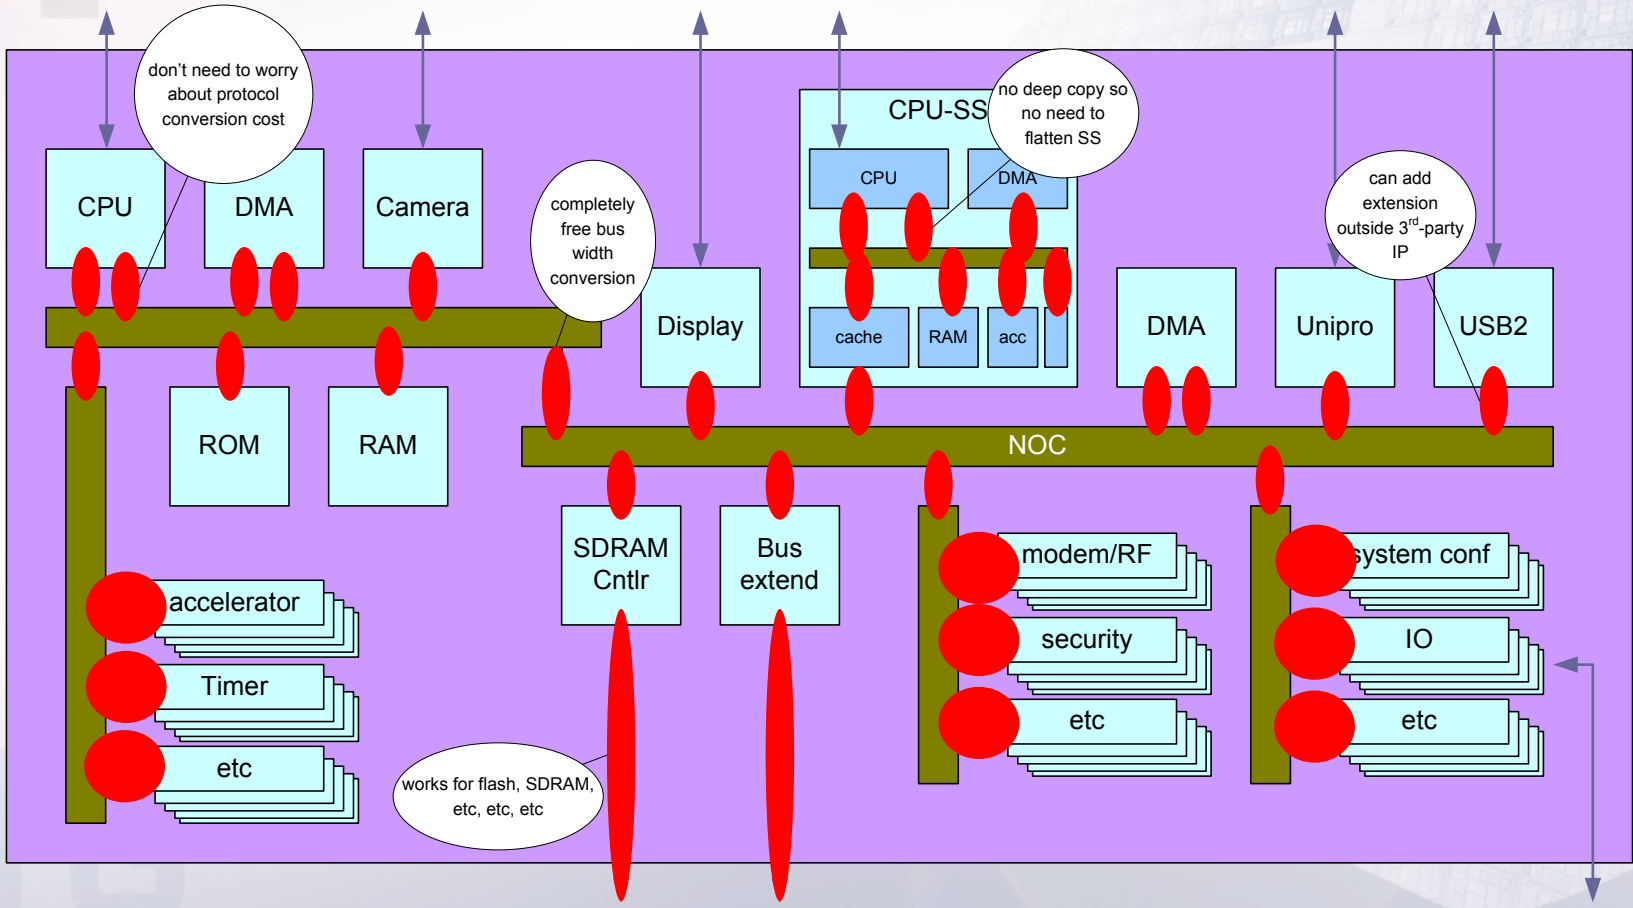 don't need to worry
about protocol
conversion cost
CPU
DMA
Camera
completely
free bus
width
conversion
Display
CPU-SS
no deep copy so
no need to
flatten SS
CPU
DMA
cache
RAM
acc
DMA
Unipro
USB2
can add
extension
outside 3rd-party
IP
ROM
RAM
NOC
SDRAM
Cntlr
Bus
extend
accelerator
Timer
etc
works for flash, SDRAM,
etc, etc, etc
modem/RF
security
etc
system conf
IO
etc